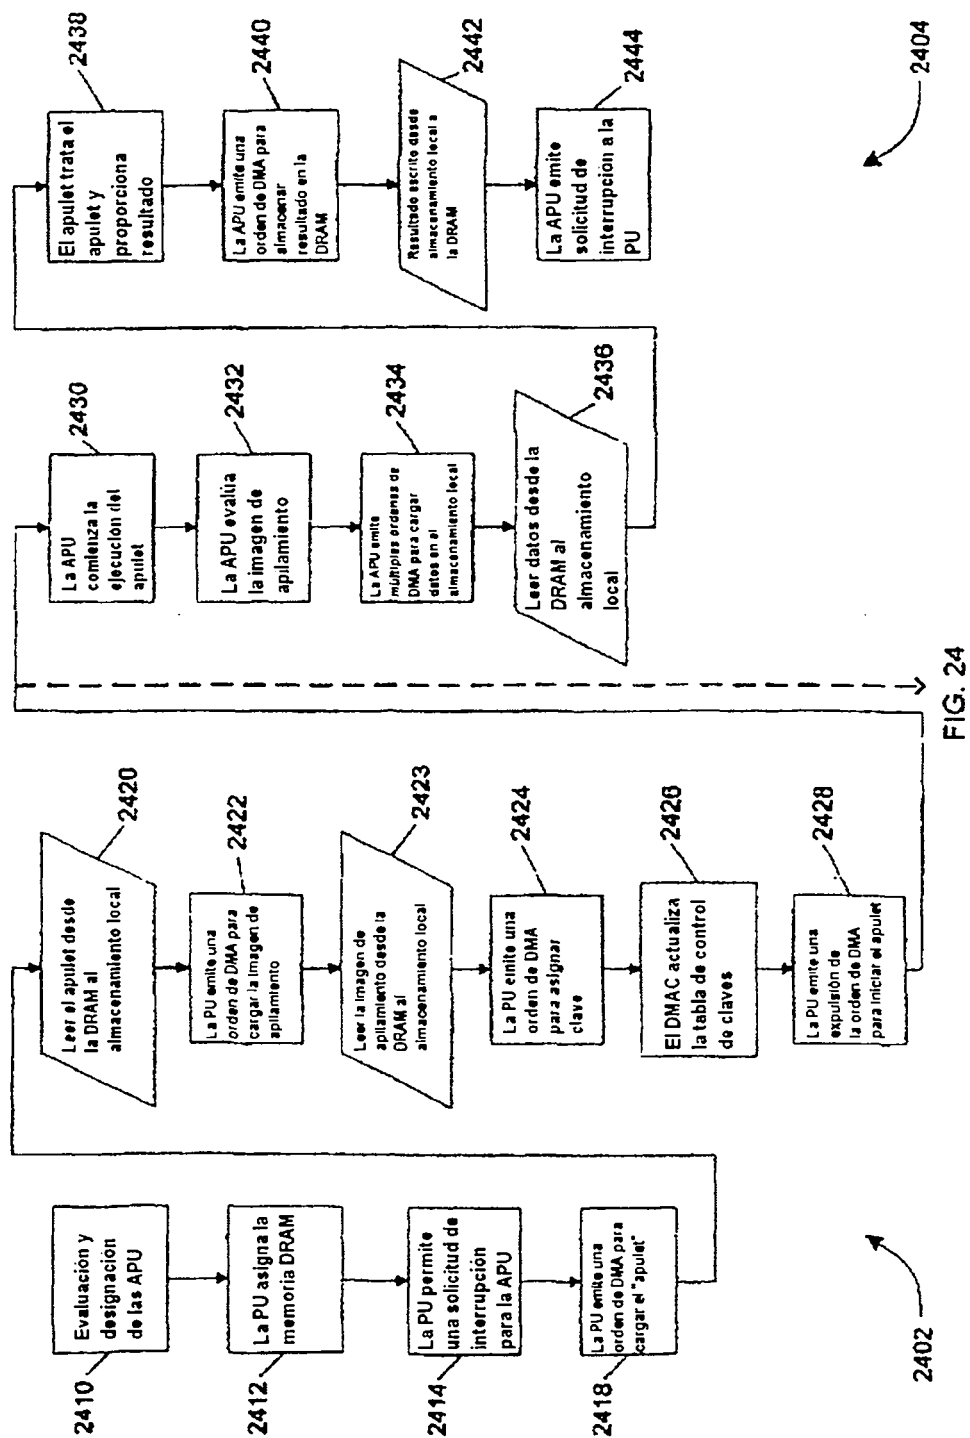 Evaluación y
designación
de las APU
2410
La PU asigna la
memoria DRAM
2412
La PU permite
una solicitud de
interrupción
para la APU
2414
La PU emite una
orden de DMA para
cargar el "apulet"
2418
2402
Leer el apulet desde
la DRAM al
almacenamiento local
2420
La PU emite una
orden de DMA para
cargar la imagen de
apilamiento
2422
Leer la imagen de
apilamiento desde la
DRAM al
almacenamiento local
2423
La PU emite una
orden de DMA
para asignar
clave
2424
El DMAC actualiza
la tabla de control
de claves
2426
La PU emite una
expulsión de
la orden de DMA
para iniciar el apulet
2428
La APU
comienza la
ejecución del
apulet
2430
La APU evalúa
la imagen de
apilamiento
2432
La APU emite
múltiples órdenes de
DMA para cargar
datos en el
almacenamiento local
2434
Leer datos desde la
DRAM al
almacenamiento
local
2436
El apulet trata el
apulet y
proporciona
resultado
2438
La APU emite una
orden de DMA para
almacenar
resultado en la
DRAM
2440
Resultado escrito desde
almacenamiento local a
la DRAM
2442
La APU emite
solicitud de
interrupción a la
PU
2444
2404
FIG. 24